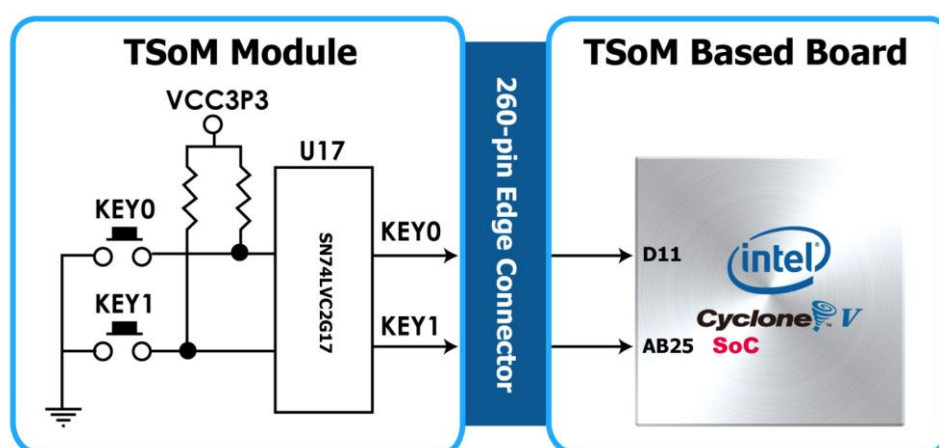 TSoM Module
VCC3P3
U17
KEY0
KEY1
SN74LVC2G17
KEY0
KEY1
260-pin Edge Connector
TSoM Based Board
D11
AB25
intel®
Cyclone® V
SoC